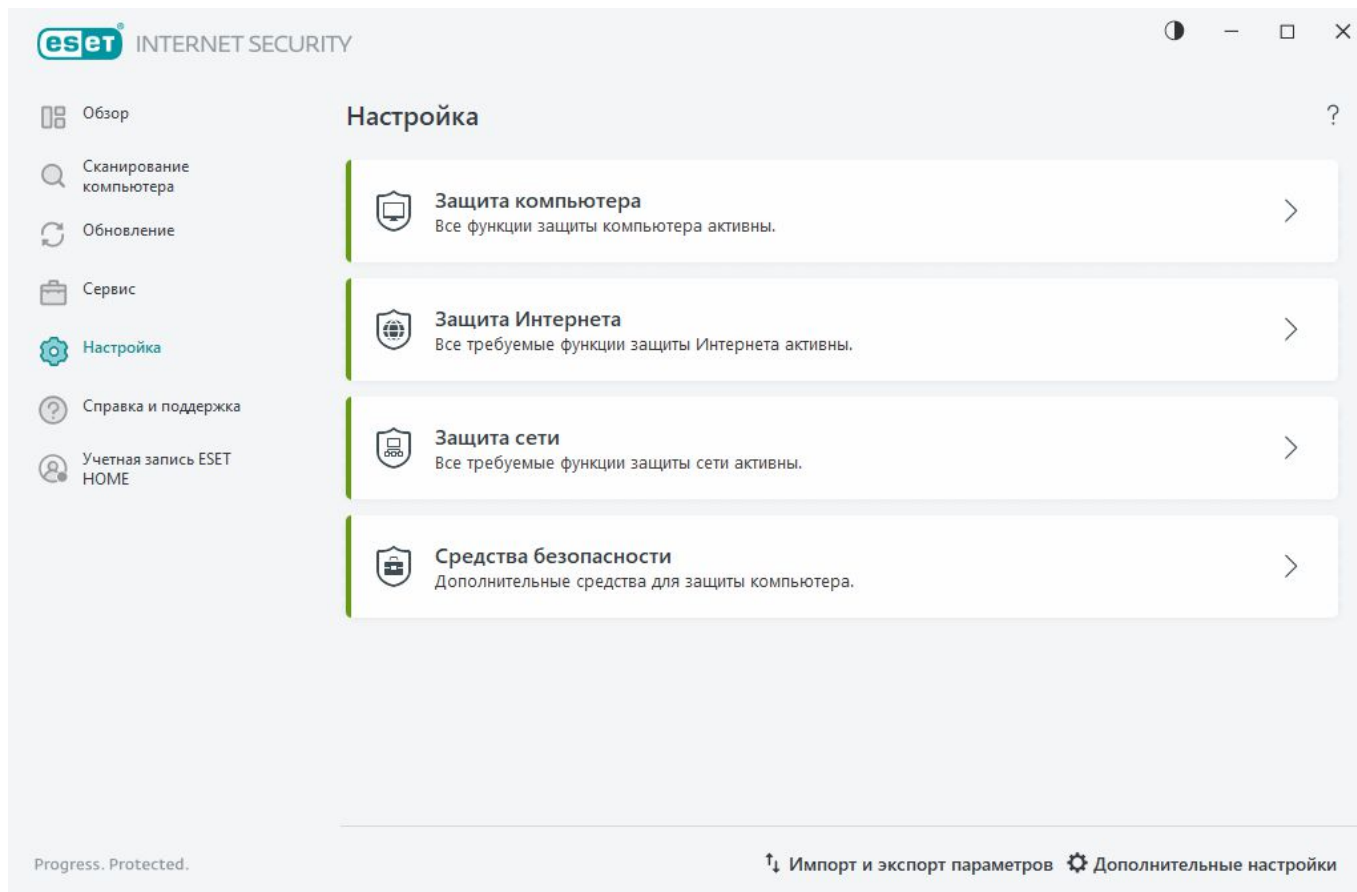 eset® INTERNET SECURITY
Обзор
Сканирование
компьютера
Обновление
Сервис
Настройка
Справка и поддержка
Учетная запись ESET
HOME
Настройка
?
Защита компьютера
Все функции защиты компьютера активны.
Защита Интернета
Все требуемые функции защиты Интернета активны.
Защита сети
Все требуемые функции защиты сети активны.
Средства безопасности
Дополнительные средства для защиты компьютера.
Progress. Protected.
Импорт и экспорт параметров Дополнительные настройки